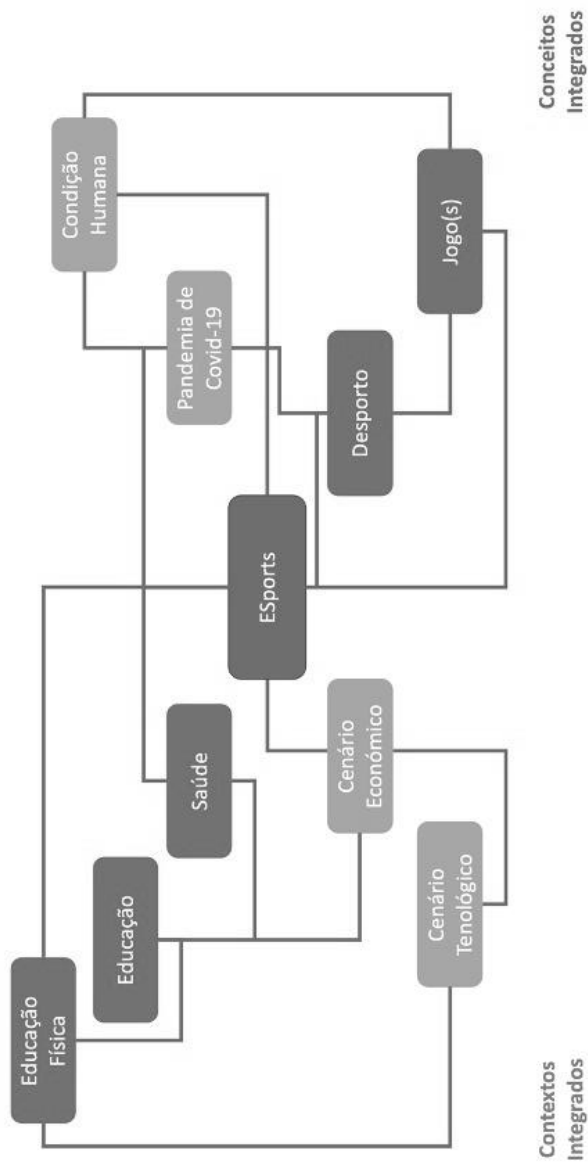 Educação
Física
Condição
Humana
Educação
Saúde
Pandemia de
Covid-19
ESports
Cenário
Económico
Desporto
Cenário
Tenológico
Jogo(s)
Contextos
Integrados
Conceitos
Integrados